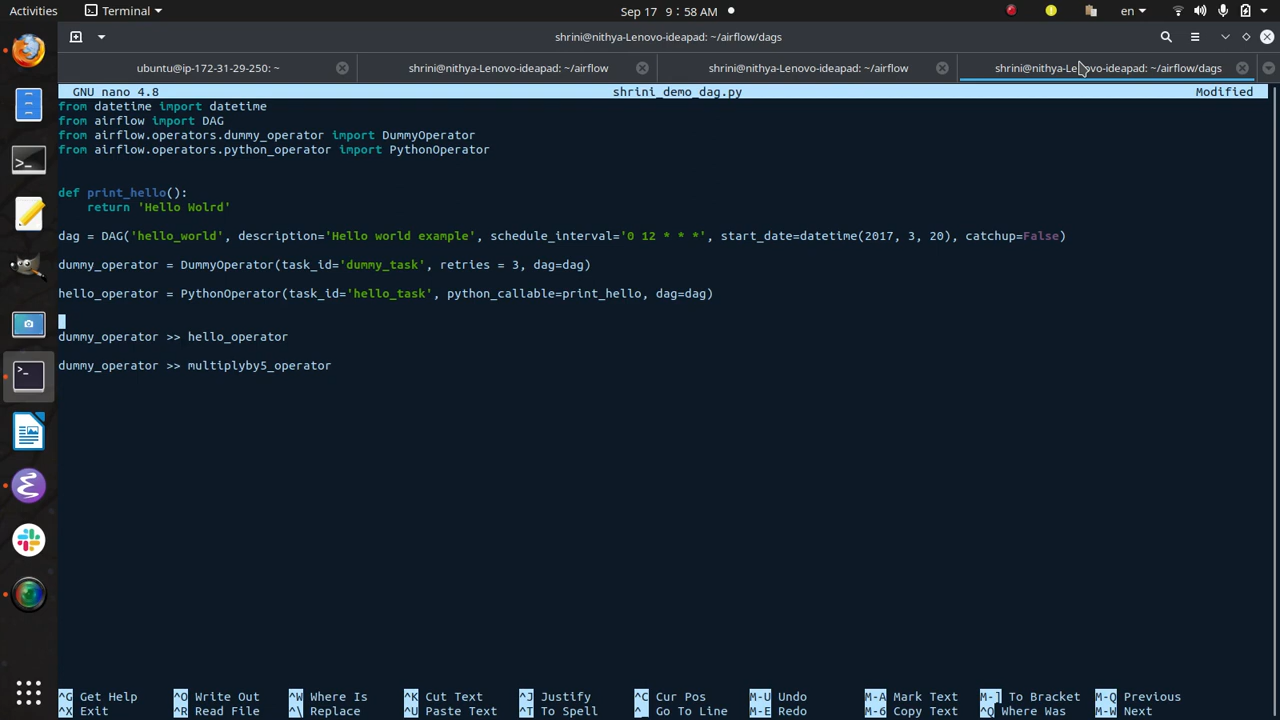 Activities Terminal Sep 17 9:58 AM en
shrini@nithya-Lenovo-ideapad: ~/airflow/dags
ubuntu@ip-172-31-29-250: ~ shrini@nithya-Lenovo-ideapad: ~/airflow shrini@nithya-Lenovo-ideapad: ~/airflow shrini@nithya-Lenovo-ideapad: ~/airflow/dags
GNU nano 4.8 shrini_demo_dag.py Modified
from datetime import datetime
from airflow import DAG
from airflow.operators.dummy_operator import DummyOperator
from airflow.operators.python_operator import PythonOperator
def print_hello():
    return 'Hello Wolrd'
dag = DAG('hello_world', description='Hello world example', schedule_interval='0 12 * * *', start_date=datetime(2017, 3, 20), catchup=False)
dummy_operator = DummyOperator(task_id='dummy_task', retries = 3, dag=dag)
hello_operator = PythonOperator(task_id='hello_task', python_callable=print_hello, dag=dag)
dummy_operator >> hello_operator
dummy_operator >> multiplyby5_operator
^G Get Help ^O Write Out ^W Where Is ^K Cut Text ^J Justify ^C Cur Pos M-U Undo M-A Mark Text M-] To Bracket M-Q Previous
^X Exit ^R Read File ^\ Replace ^U Paste Text ^T To Spell ^_ Go To Line M-E Redo M-6 Copy Text ^Q Where Was M-W Next